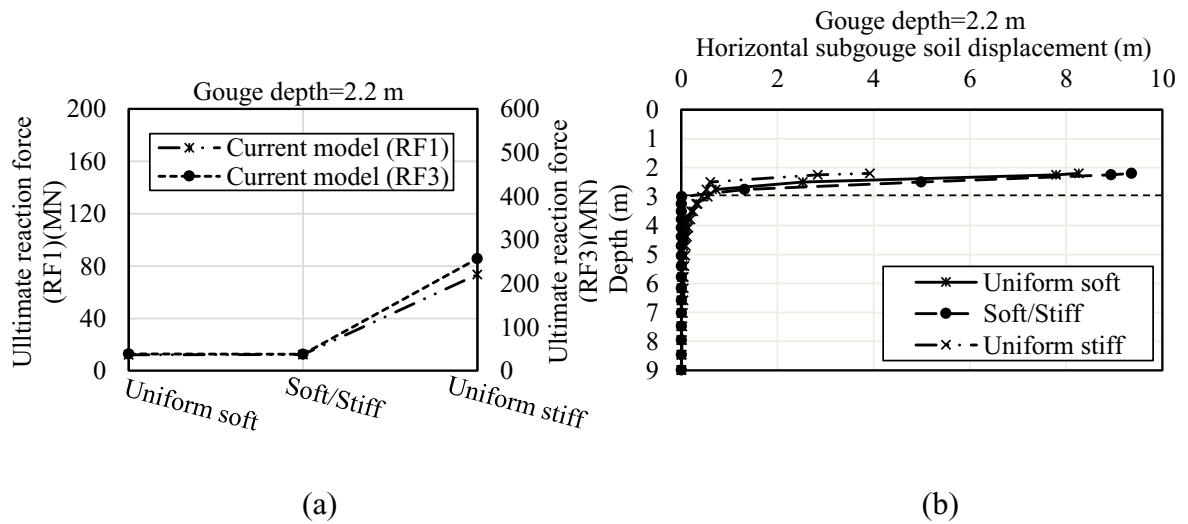 Gouge depth=2.2 m
Ulltimate reaction force
(RF1)(MN)
200
160
120
80
40
0
Current model (RF1)
Current model (RF3)
600
500
400
300
200
100
0
Ultimate reaction force
(RF3)(MN)
Uniform soft
Soft/Stiff
Uniform stiff
(a)
Gouge depth=2.2 m
Horizontal subgouge soil displacement (m)
0 2 4 6 8 10
Depth (m)
0
1
2
3
4
5
6
7
8
9
Uniform soft
Soft/Stiff
Uniform stiff
(b)